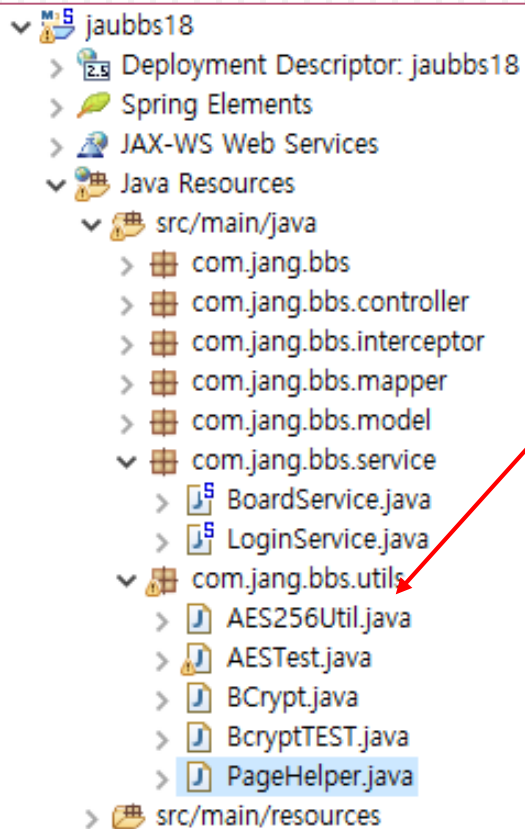 jaubbs18
Deployment Descriptor: jaubbs18
Spring Elements
JAX-WS Web Services
Java Resources
src/main/java
com.jang.bbs
com.jang.bbs.controller
com.jang.bbs.interceptor
com.jang.bbs.mapper
com.jang.bbs.model
com.jang.bbs.service
BoardService.java
LoginService.java
com.jang.bbs.utils
AES256Util.java
AESTest.java
BCrypt.java
BcryptTEST.java
PageHelper.java
src/main/resources